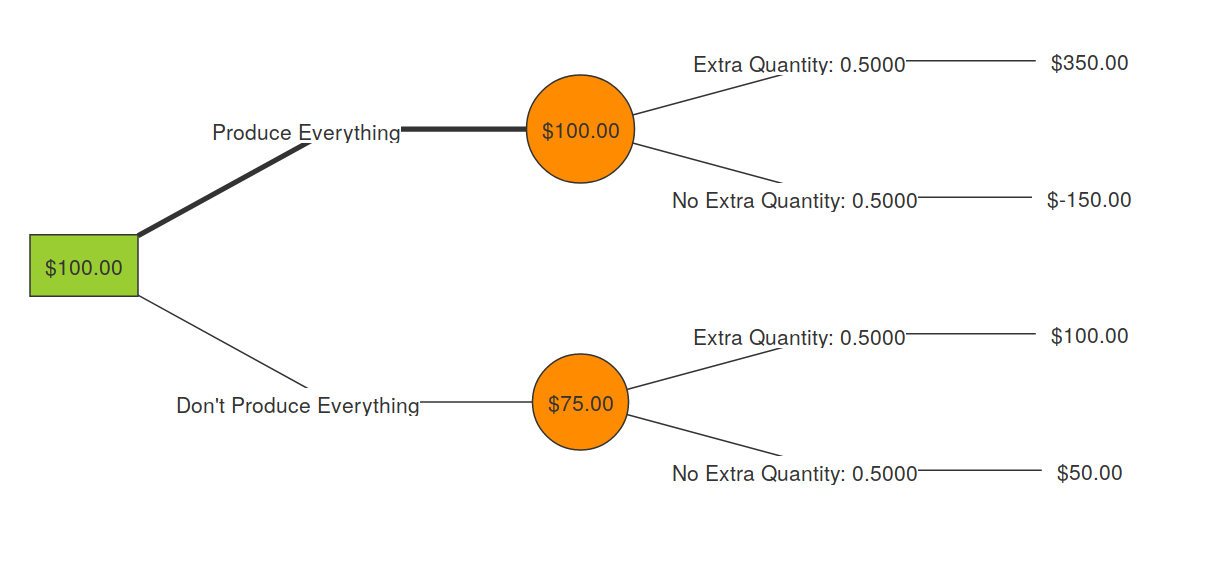 Extra Quantity: 0.5000 $350.00
Produce Everything $100.00
No Extra Quantity: 0.5000 $-150.00
$100.00
Extra Quantity: 0.5000 $100.00
Don't Produce Everything $75.00
No Extra Quantity: 0.5000 $50.00